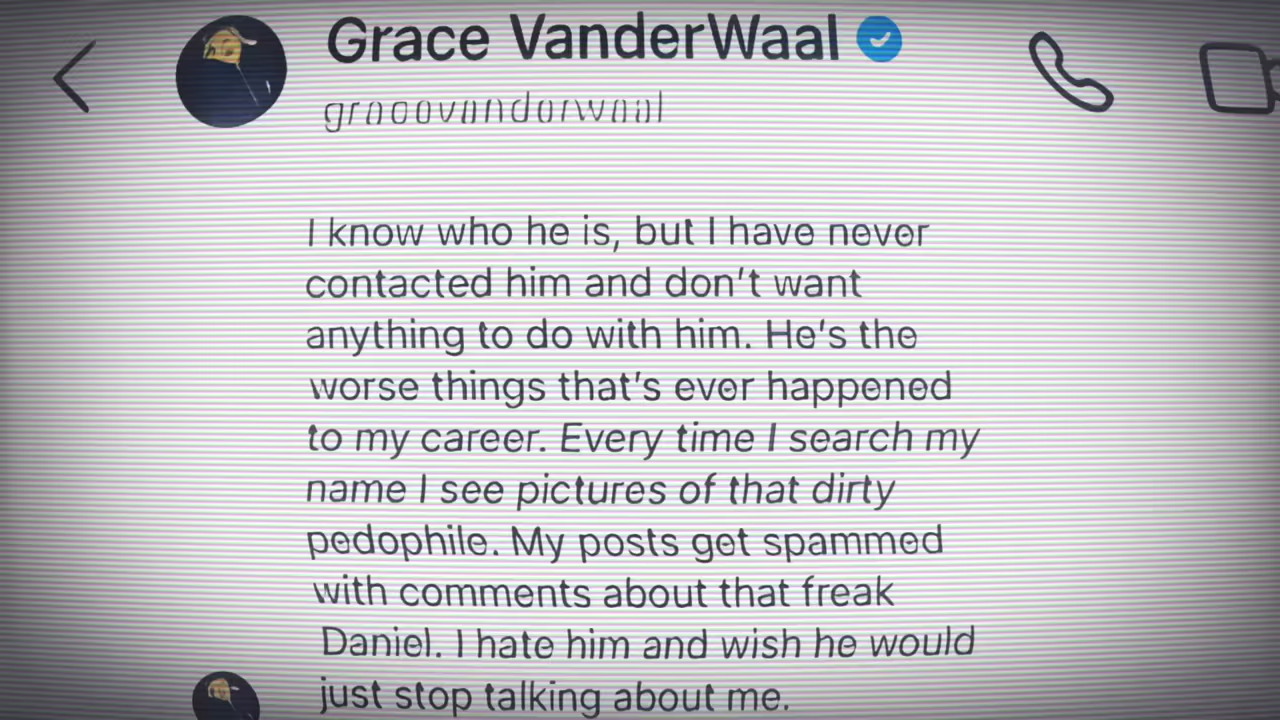 Grace VanderWaal
I know who he is, but I have never
contacted him and don't want
anything to do with him. He's the
worse things that's ever happened
to my career. Every time I search my
name I see pictures of that dirty
pedophile. My posts get spammed
with comments about that freak
Daniel. I hate him and wish he would
just stop talking about me.